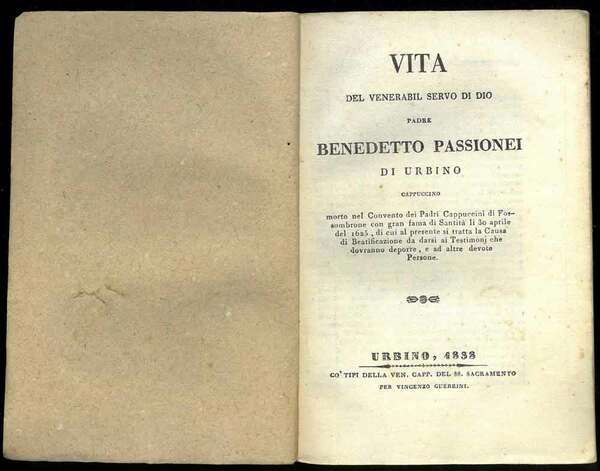 VITA
DEL VENERABIL SERVO DI DIO
PADRE
BENEDETTO PASSIONEI
DI URBINO
CAPPUCCINO
morto nel Convento dei Padri Cappuccini di Fos-
sombrone con gran fama di Santità li 30 aprile
del 1625, di cui al presente si tratta la Causa
di Beatificazione da darsi ai Testimonj che
dovranno deporre, e ad altre devote
Persone.
URBINO, 1838
CO' TIPI DELLA VEN. CAPP. DEL SS. SACRAMENTO
PER VINCENZO GUERRINI.